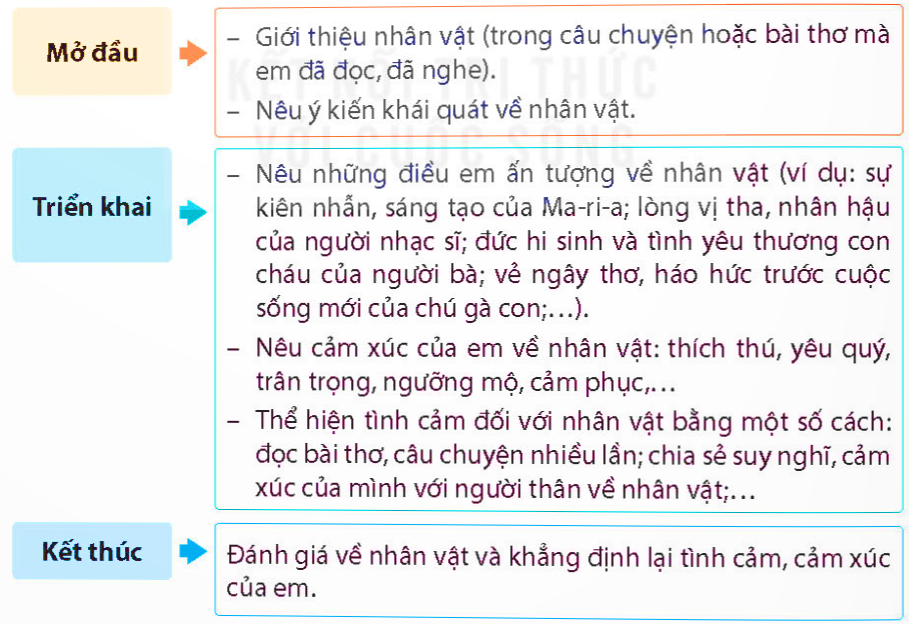 Mở đầu
– Giới thiệu nhân vật (trong câu chuyện hoặc bài thơ mà
em đã đọc, đã nghe).
– Nêu ý kiến khái quát về nhân vật.
KẾT NỐI TRI THỨC
VỚI CUỘC SỐNG
Triển khai
– Nêu những điều em ấn tượng về nhân vật (ví dụ: sự
kiên nhẫn, sáng tạo của Ma-ri-a; lòng vị tha, nhân hậu
của người nhạc sĩ; đức hi sinh và tình yêu thương con
cháu của người bà; vẻ ngây thơ, háo hức trước cuộc
sống mới của chú gà con;...).
– Nêu cảm xúc của em về nhân vật: thích thú, yêu quý,
trân trọng, ngưỡng mộ, cảm phục,...
– Thể hiện tình cảm đối với nhân vật bằng một số cách:
đọc bài thơ, câu chuyện nhiều lần; chia sẻ suy nghĩ, cảm
xúc của mình với người thân về nhân vật;...
Kết thúc
Đánh giá về nhân vật và khẳng định lại tình cảm, cảm xúc
của em.